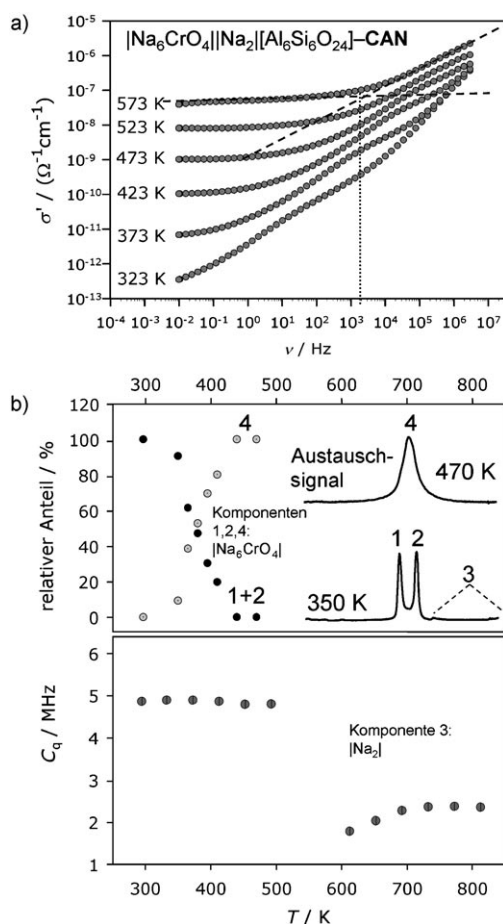 a)
|Na₆CrO₄||Na₂|[Al₆Si₆O₂₄]–CAN
10⁻⁵
10⁻⁶
10⁻⁷
10⁻⁸
10⁻⁹
10⁻¹⁰
10⁻¹¹
10⁻¹²
10⁻¹³
σ' / (Ω⁻¹cm⁻¹)
573 K
523 K
473 K
423 K
373 K
323 K
10⁻⁴ 10⁻³ 10⁻² 10⁻¹ 10⁰ 10¹ 10² 10³ 10⁴ 10⁵ 10⁶ 10⁷
ν / Hz
b)
300 400 500 600 700 800
relativer Anteil / %
100
80
60
40
20
0
4
Komponenten
1,2,4:
|Na₆CrO₄|
1+2
Austausch-
signal
4
470 K
350 K
1 2
3
C_q / MHz
6
5
4
3
2
1
Komponente 3:
|Na₂|
300 400 500 600 700 800
T / K